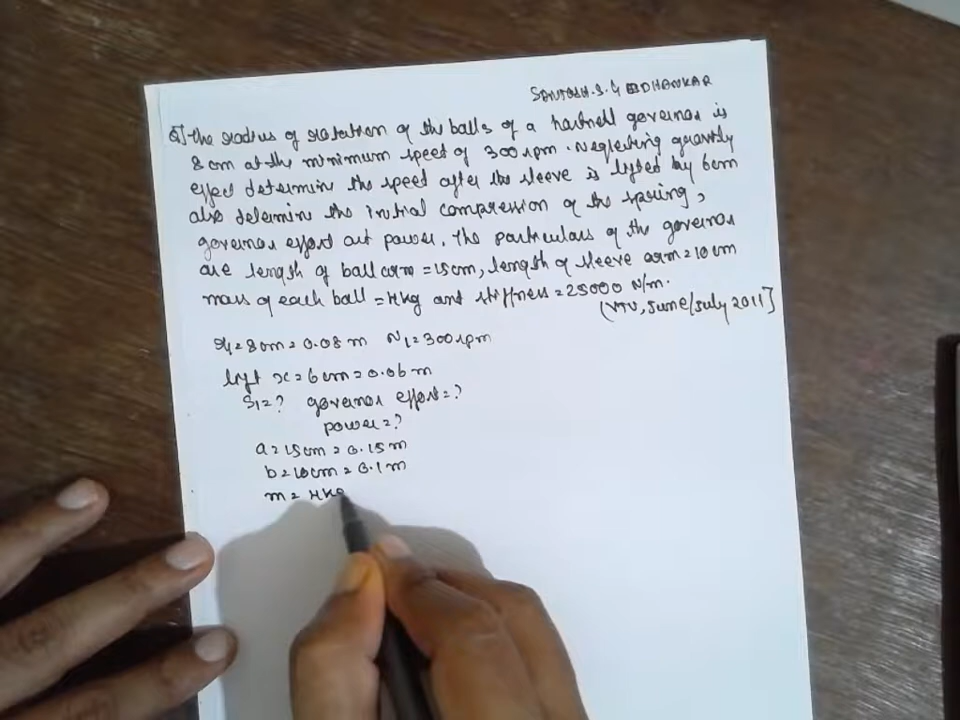 SANTOSH.S.GODDHANKAR
Q] The radius of rotation of the balls of a hartnell governor is
8 cm at the minimum speed of 300 rpm. Neglecting gravity
effect determine the speed after the sleeve is lifted by 6cm
also determine the initial compression of the spring,
governor effort and power. The particulars of the governor
are length of ball arm = 15cm, length of sleeve arm = 10cm
mass of each ball = 4kg and stiffness = 25000 N/m.
(VTU, June/July 2011]
r1 = 8cm = 0.08 m N1 = 300 rpm
lift x = 6cm = 0.06 m
S1 = ? governor effort = ?
power = ?
a = 15cm = 0.15 m
b = 10cm = 0.1 m
m = 4kg